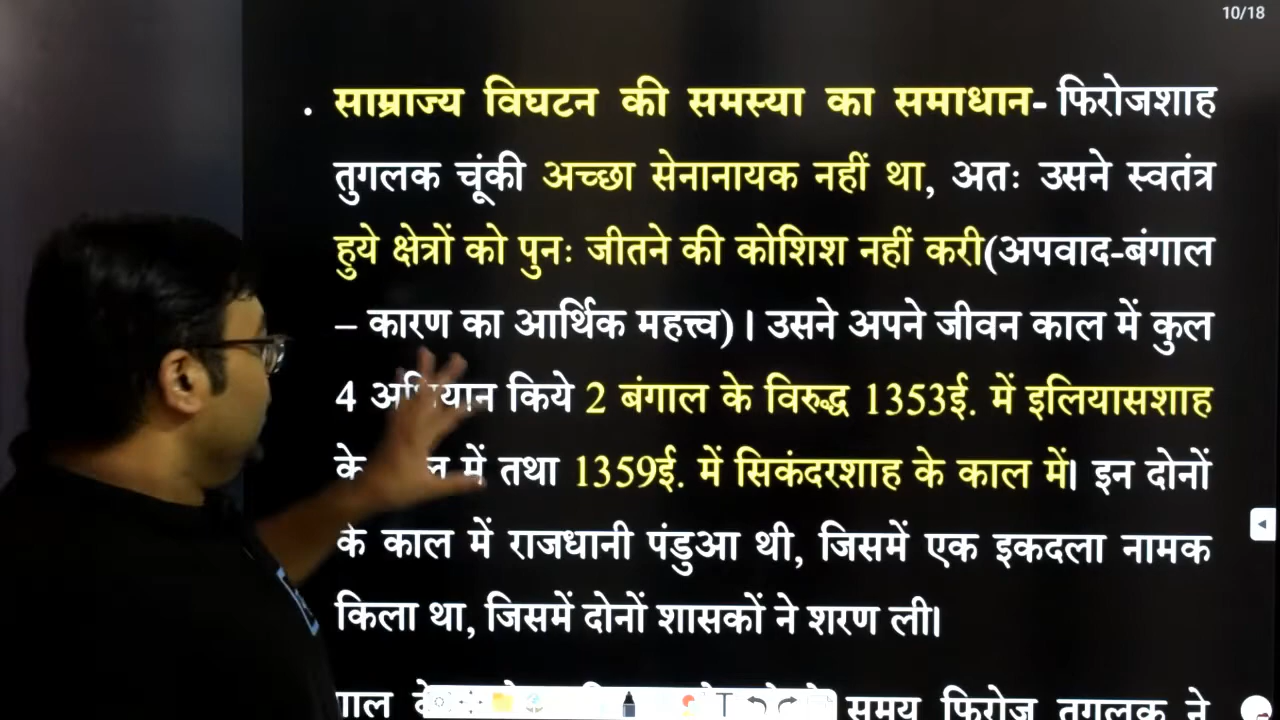 10/18
. साम्राज्य विघटन की समस्या का समाधान- फिरोजशाह
तुगलक चूंकी अच्छा सेनानायक नहीं था, अतः उसने स्वतंत्र
हुये क्षेत्रों को पुनः जीतने की कोशिश नहीं करी(अपवाद-बंगाल
– कारण का आर्थिक महत्त्व) । उसने अपने जीवन काल में कुल
4 किये 2 बंगाल के विरुद्ध 1353ई. में इलियासशाह
के में तथा 1359ई. में सिकंदरशाह के काल में। इन दोनों
के काल में राजधानी पंडुआ थी, जिसमें एक इकदला नामक
किला था, जिसमें दोनों शासकों ने शरण ली।
समय फिरोज तुगलक ने